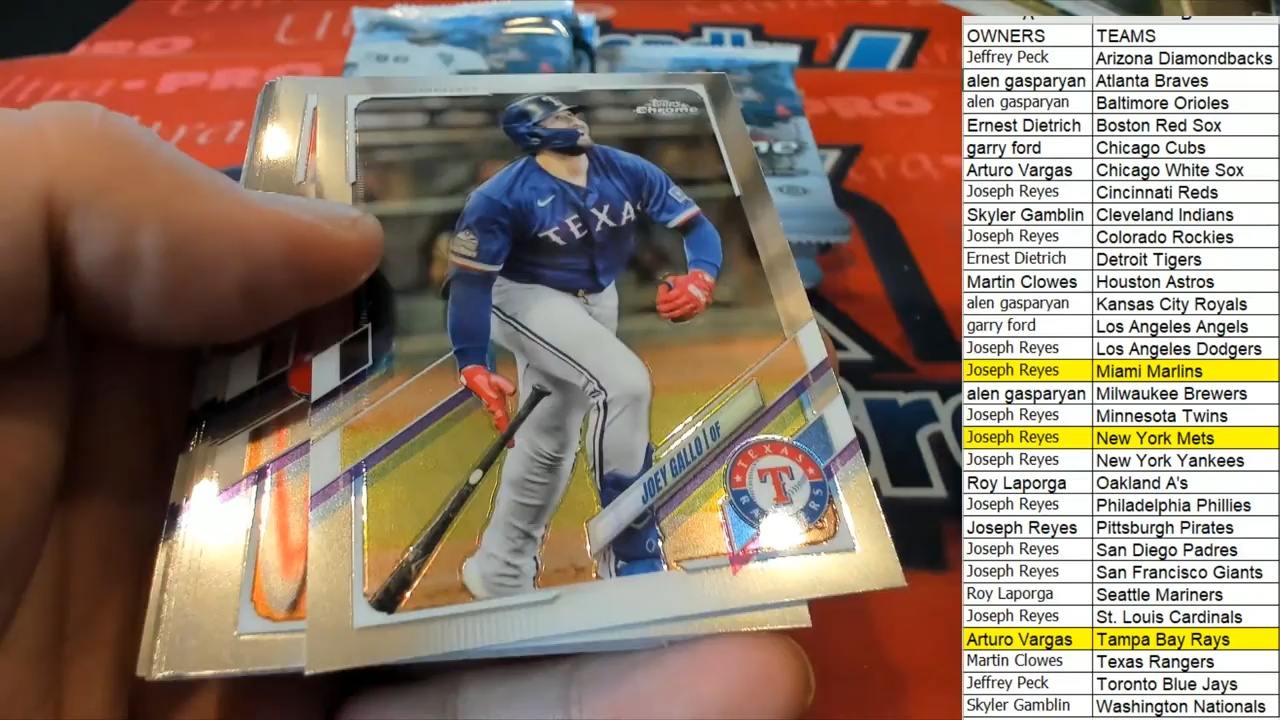 Topps
Chrome
TEXAS
JOEY GALLO | OF
TEXAS
T
RANGERS
PRO
OWNERS TEAMS
Jeffrey Peck Arizona Diamondbacks
alen gasparyan Atlanta Braves
alen gasparyan Baltimore Orioles
Ernest Dietrich Boston Red Sox
garry ford Chicago Cubs
Arturo Vargas Chicago White Sox
Joseph Reyes Cincinnati Reds
Skyler Gamblin Cleveland Indians
Joseph Reyes Colorado Rockies
Ernest Dietrich Detroit Tigers
Martin Clowes Houston Astros
alen gasparyan Kansas City Royals
garry ford Los Angeles Angels
Joseph Reyes Los Angeles Dodgers
Joseph Reyes Miami Marlins
alen gasparyan Milwaukee Brewers
Joseph Reyes Minnesota Twins
Joseph Reyes New York Mets
Joseph Reyes New York Yankees
Roy Laporga Oakland A's
Joseph Reyes Philadelphia Phillies
Joseph Reyes Pittsburgh Pirates
Joseph Reyes San Diego Padres
Joseph Reyes San Francisco Giants
Roy Laporga Seattle Mariners
Joseph Reyes St. Louis Cardinals
Arturo Vargas Tampa Bay Rays
Martin Clowes Texas Rangers
Jeffrey Peck Toronto Blue Jays
Skyler Gamblin Washington Nationals